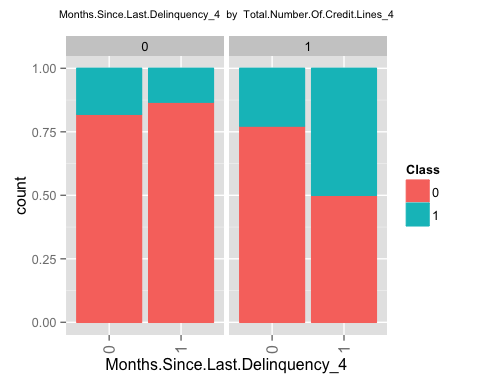 Months.Since.Last.Delinquency_4 by Total.Number.Of.Credit.Lines_4
0 1
1.00
0.75
0.50
0.25
0.00
count
0 1 0 1
Months.Since.Last.Delinquency_4
Class
0
1